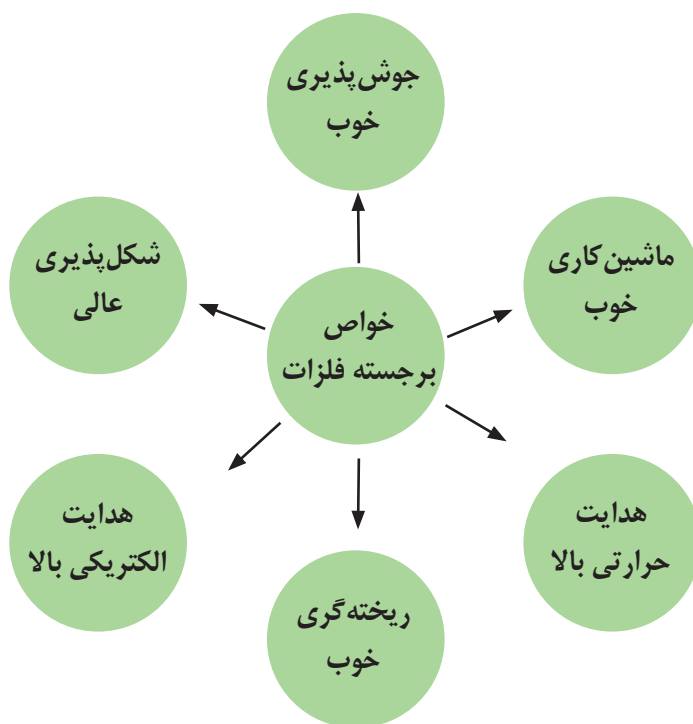 جوش‌پذیری
خوب
ماشین‌کاری
خوب
شکل‌پذیری
عالی
خواص
برجسته فلزات
هدایت
حرارتی بالا
هدایت
الکتریکی بالا
ریخته‌گری
خوب